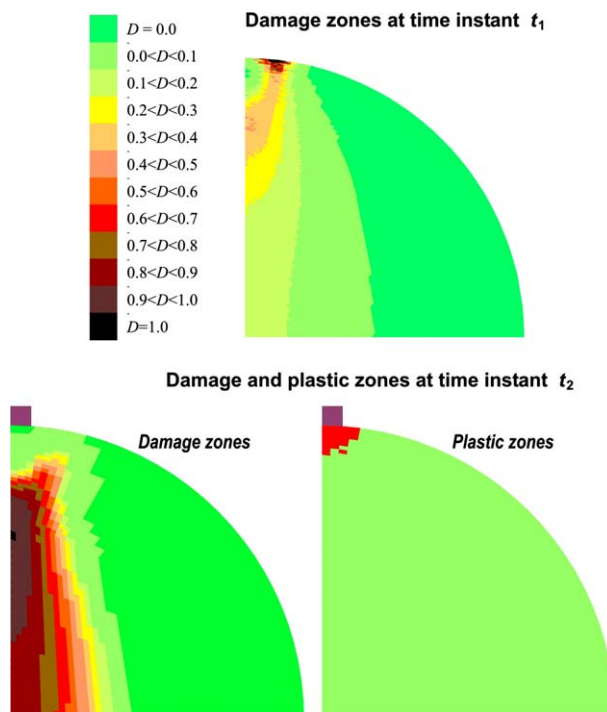 Damage zones at time instant t₁
D = 0.0
0.0<D<0.1
0.1<D<0.2
0.2<D<0.3
0.3<D<0.4
0.4<D<0.5
0.5<D<0.6
0.6<D<0.7
0.7<D<0.8
0.8<D<0.9
0.9<D<1.0
D=1.0
Damage and plastic zones at time instant t₂
Damage zones
Plastic zones